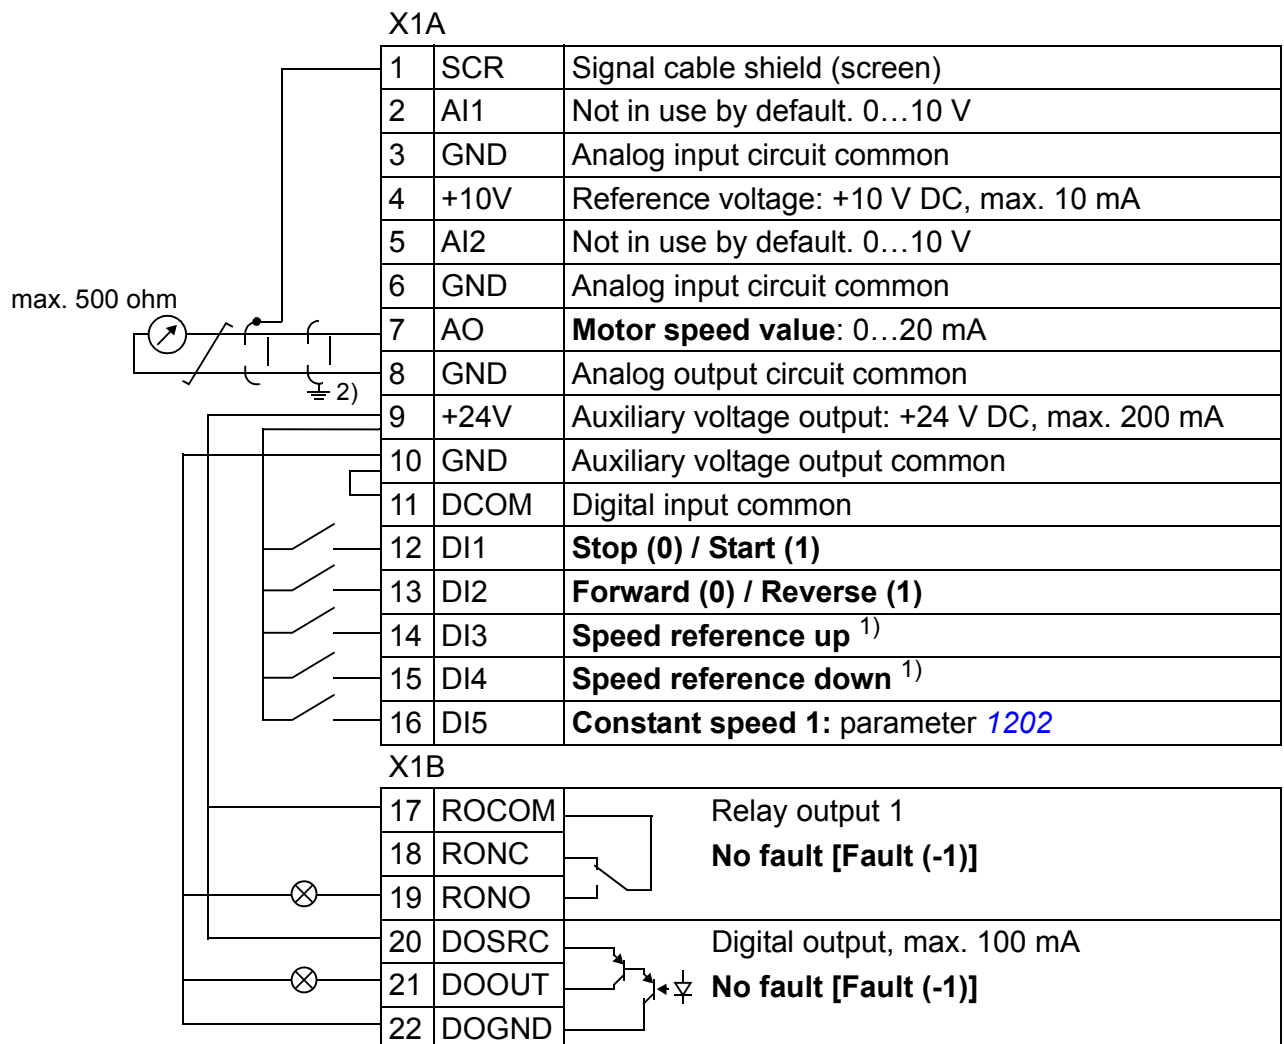 X1A
1 SCR Signal cable shield (screen)
2 AI1 Not in use by default. 0…10 V
3 GND Analog input circuit common
4 +10V Reference voltage: +10 V DC, max. 10 mA
5 AI2 Not in use by default. 0…10 V
6 GND Analog input circuit common
max. 500 ohm
7 AO Motor speed value: 0…20 mA
8 GND Analog output circuit common
2)
9 +24V Auxiliary voltage output: +24 V DC, max. 200 mA
10 GND Auxiliary voltage output common
11 DCOM Digital input common
12 DI1 Stop (0) / Start (1)
13 DI2 Forward (0) / Reverse (1)
14 DI3 Speed reference up 1)
15 DI4 Speed reference down 1)
16 DI5 Constant speed 1: parameter 1202
X1B
17 ROCOM Relay output 1
18 RONC No fault [Fault (-1)]
19 RONO
20 DOSRC Digital output, max. 100 mA
21 DOOUT No fault [Fault (-1)]
22 DOGND